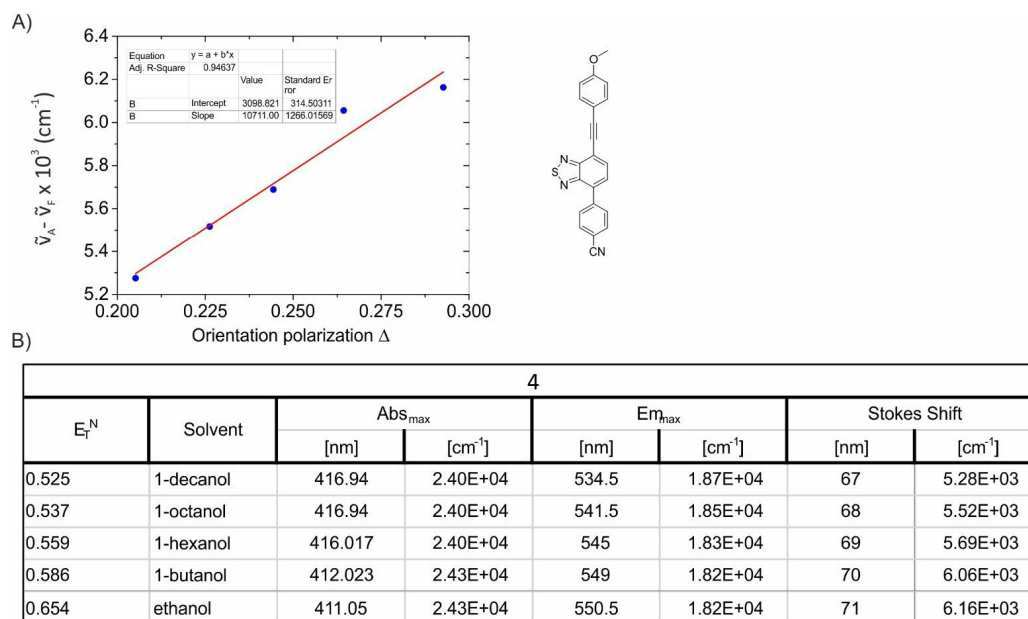 A)
6.4
6.2
6.0
5.8
5.6
5.4
5.2
ṽA - ṽF x 10³ (cm⁻¹)
Equation y = a + b*x
Adj. R-Square 0.94637
Value Standard Er
ror
B Intercept 3098.821 314.50311
B Slope 10711.00 1266.01569
0.200 0.225 0.250 0.275 0.300
Orientation polarization Δ
O
N
S
N
CN
B)
4
E_T^N Solvent Abs_max Em_max Stokes Shift
[nm] [cm⁻¹] [nm] [cm⁻¹] [nm] [cm⁻¹]
0.525 1-decanol 416.94 2.40E+04 534.5 1.87E+04 67 5.28E+03
0.537 1-octanol 416.94 2.40E+04 541.5 1.85E+04 68 5.52E+03
0.559 1-hexanol 416.017 2.40E+04 545 1.83E+04 69 5.69E+03
0.586 1-butanol 412.023 2.43E+04 549 1.82E+04 70 6.06E+03
0.654 ethanol 411.05 2.43E+04 550.5 1.82E+04 71 6.16E+03